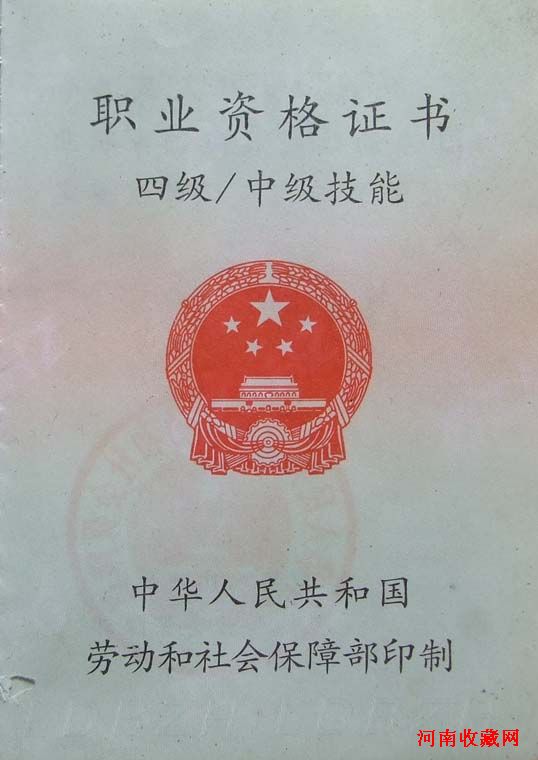 职业资格证书
四级/中级技能
中华人民共和国
劳动和社会保障部印制
河南收藏网